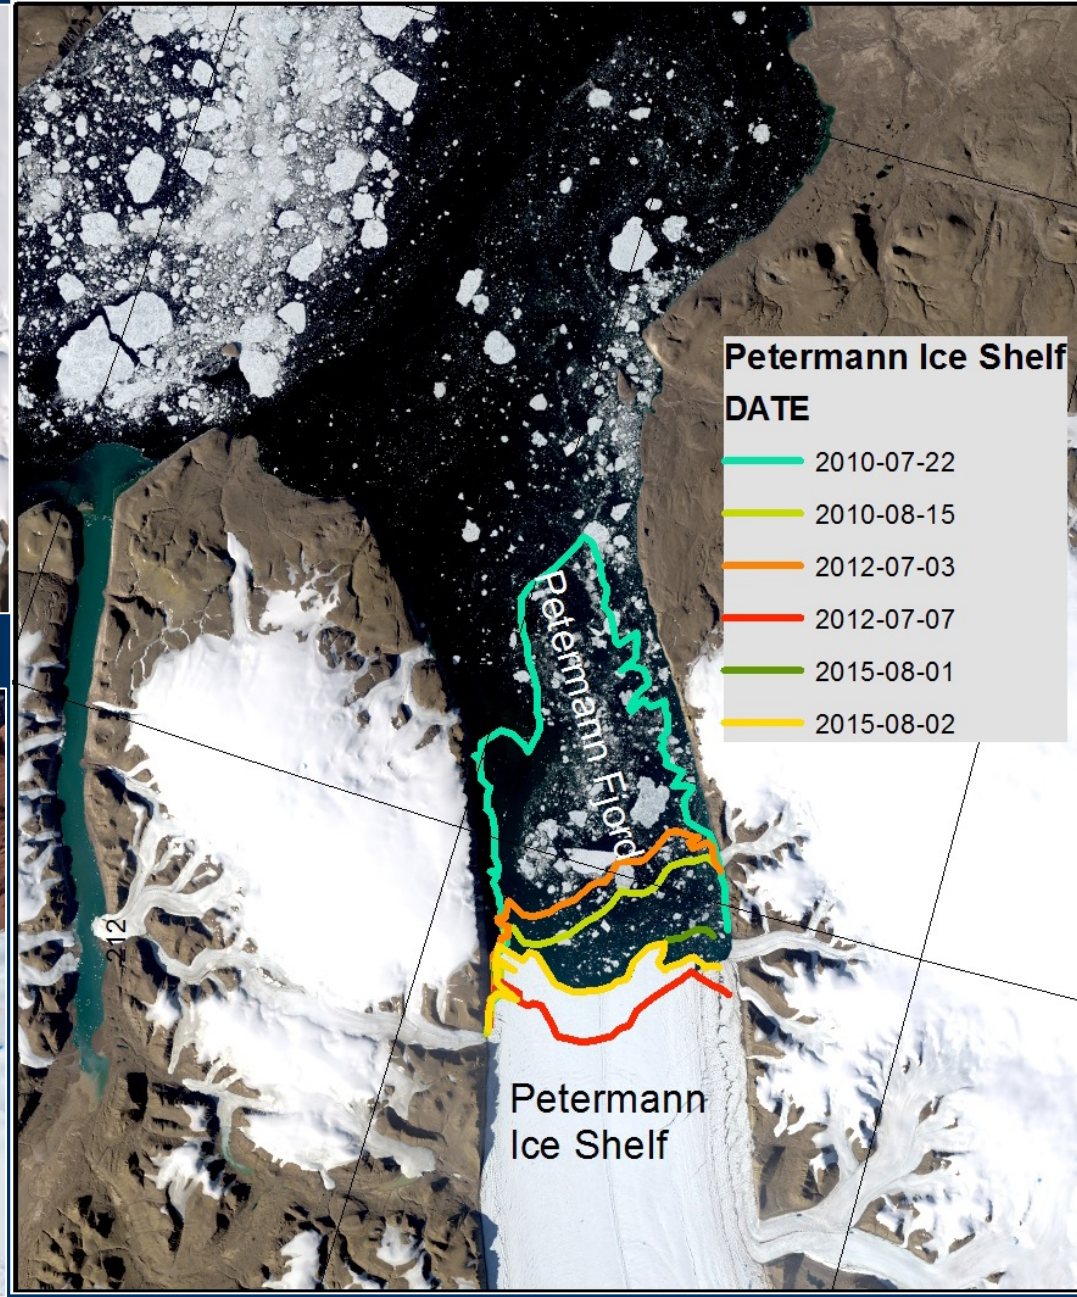 Petermann Ice Shelf
DATE
2010-07-22
2010-08-15
2012-07-03
2012-07-07
2015-08-01
2015-08-02
Petermann Fjord
212
Petermann
Ice Shelf